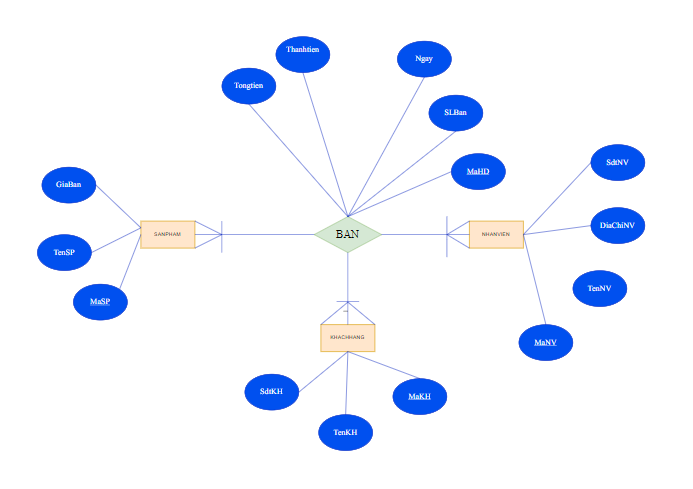 Thanhtien
Ngay
Tongtien
SLBan
SdtNV
MaHD
GiaBan
DiaChiNV
SANPHAM
BAN
NHANVIEN
TenSP
TenNV
MaSP
KHACHHANG
MaNV
SdtKH
MaKH
TenKH